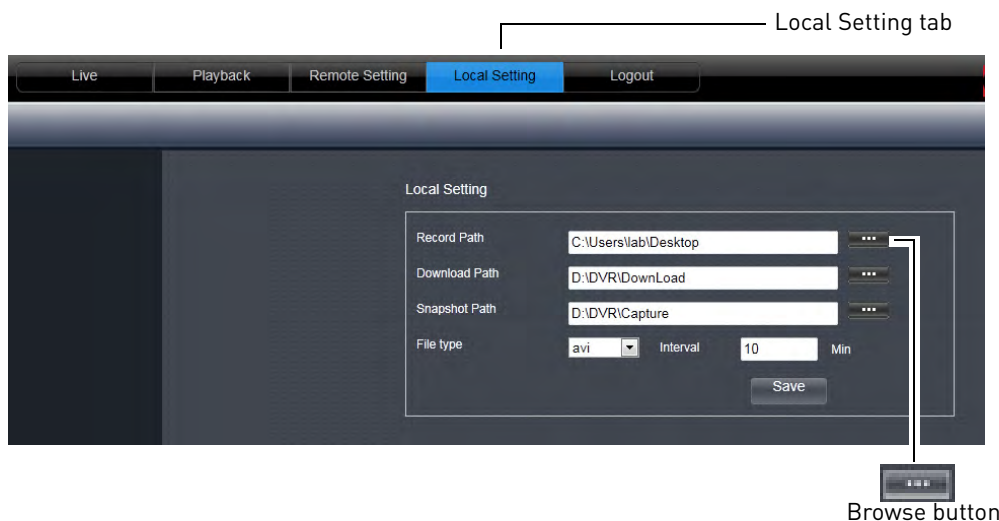 Local Setting tab
Live Playback Remote Setting Local Setting Logout
Local Setting
Record Path C:\Users\lab\Desktop ...
Download Path D:\DVR\DownLoad ...
Snapshot Path D:\DVR\Capture ...
File type avi Interval 10 Min
Save
...
Browse button